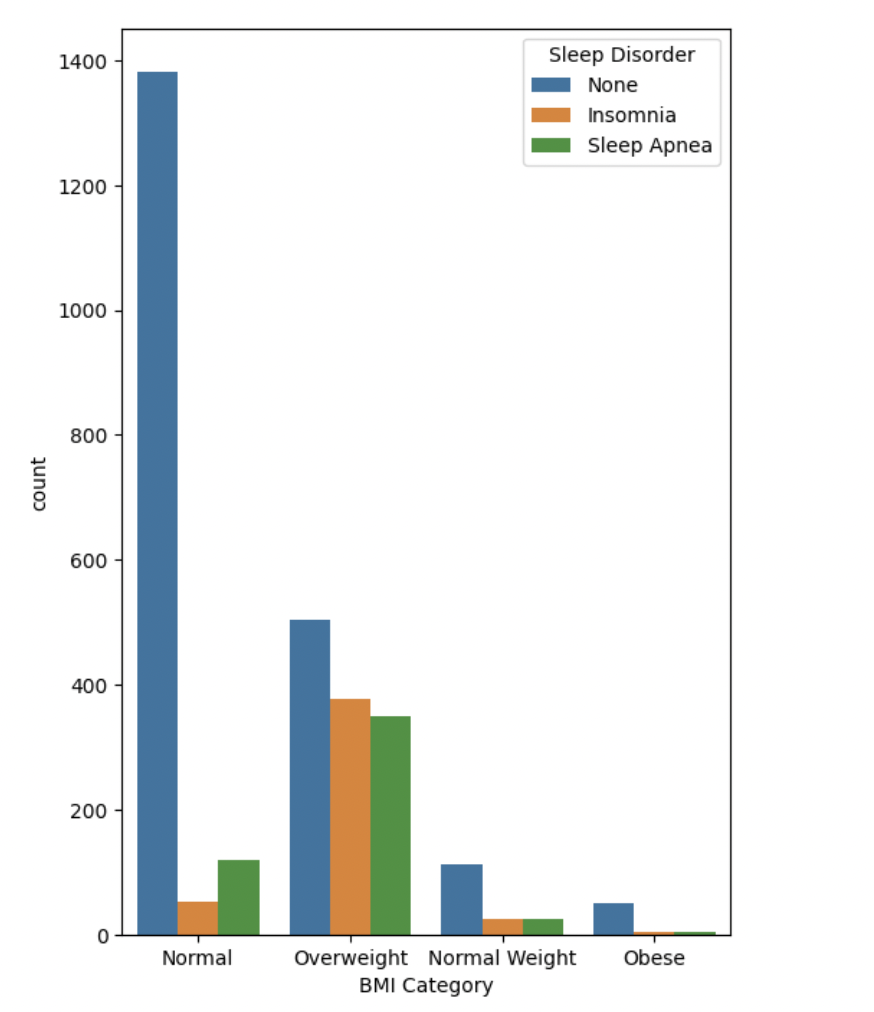 Sleep Disorder
None
Insomnia
Sleep Apnea
1400
1200
1000
800
600
400
200
0
count
Normal Overweight Normal Weight Obese
BMI Category